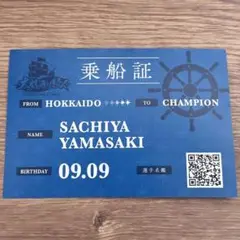 乗船証
FROM HOKKAIDO TO CHAMPION
NAME SACHIYA
YAMASAKI
BIRTHDAY 09.09